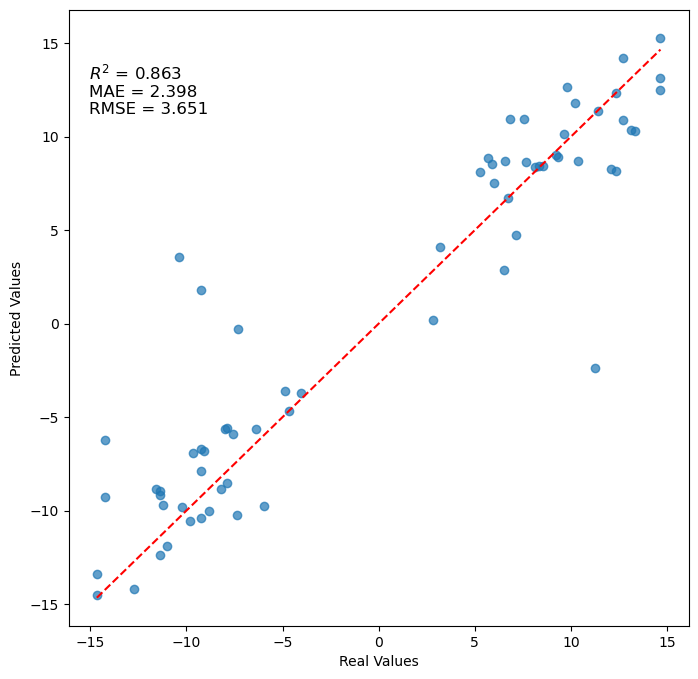 R² = 0.863
MAE = 2.398
RMSE = 3.651
15
10
5
0
−5
−10
−15
Predicted Values
−15 −10 −5 0 5 10 15
Real Values